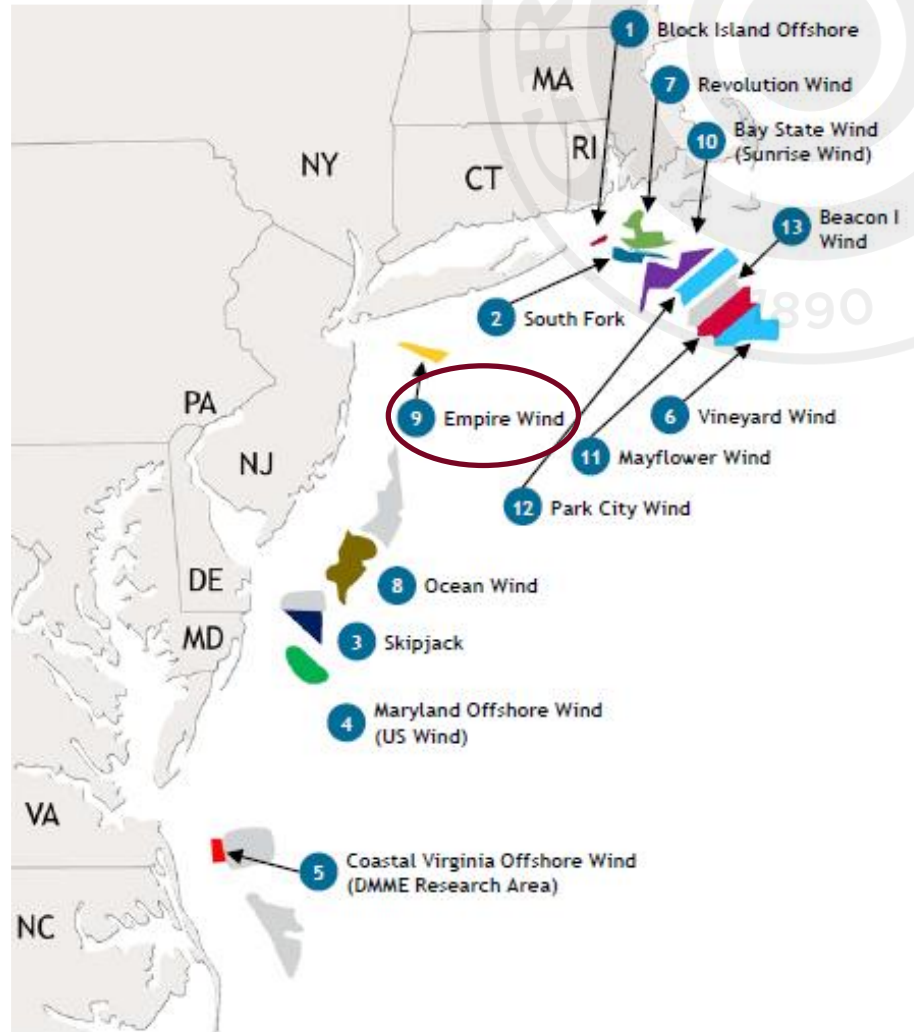 1 Block Island Offshore
MA
7 Revolution Wind
10 Bay State Wind
(Sunrise Wind)
RI
NY
CT
13 Beacon I
Wind
1890
2 South Fork
PA
9 Empire Wind
6 Vineyard Wind
NJ
11 Mayflower Wind
12 Park City Wind
DE
8 Ocean Wind
MD
3 Skipjack
4 Maryland Offshore Wind
(US Wind)
VA
5 Coastal Virginia Offshore Wind
(DMME Research Area)
NC